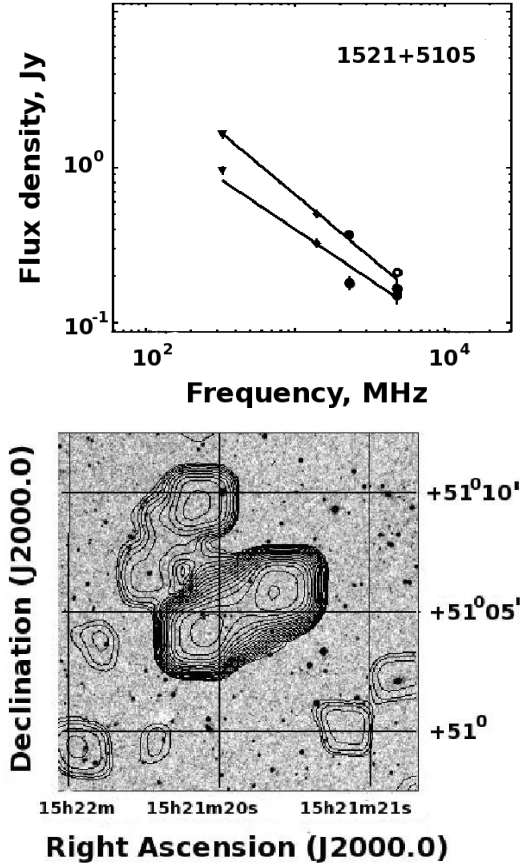 1521+5105
Flux density, Jy
10⁰
10⁻¹
10² 10⁴
Frequency, MHz
Declination (J2000.0)
+51⁰10'
+51⁰05'
+51⁰
15h22m 15h21m20s 15h21m21s
Right Ascension (J2000.0)